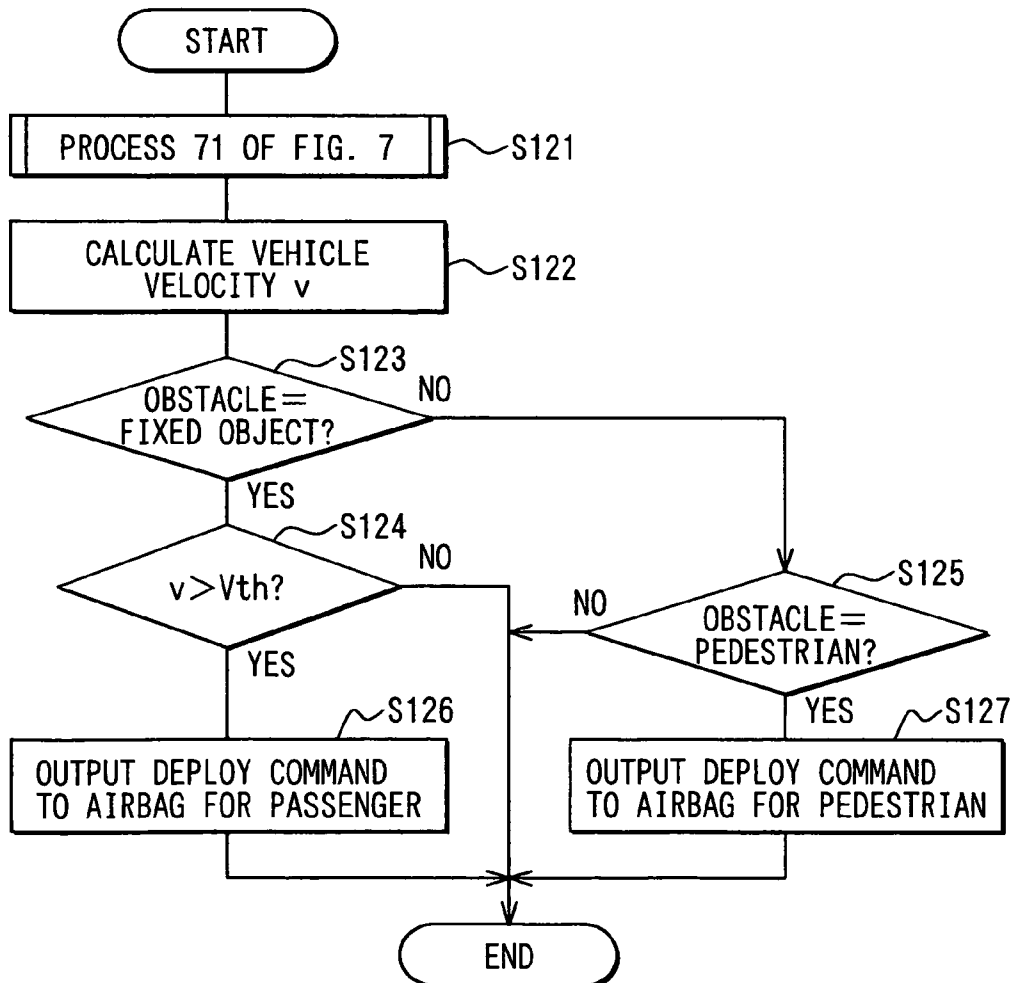 START
PROCESS 71 OF FIG. 7
S121
CALCULATE VEHICLE
VELOCITY v
S122
S123
OBSTACLE=
FIXED OBJECT?
NO
YES
S124
v>Vth?
NO
YES
S125
OBSTACLE=
PEDESTRIAN?
NO
YES
S126
OUTPUT DEPLOY COMMAND
TO AIRBAG FOR PASSENGER
S127
OUTPUT DEPLOY COMMAND
TO AIRBAG FOR PEDESTRIAN
END